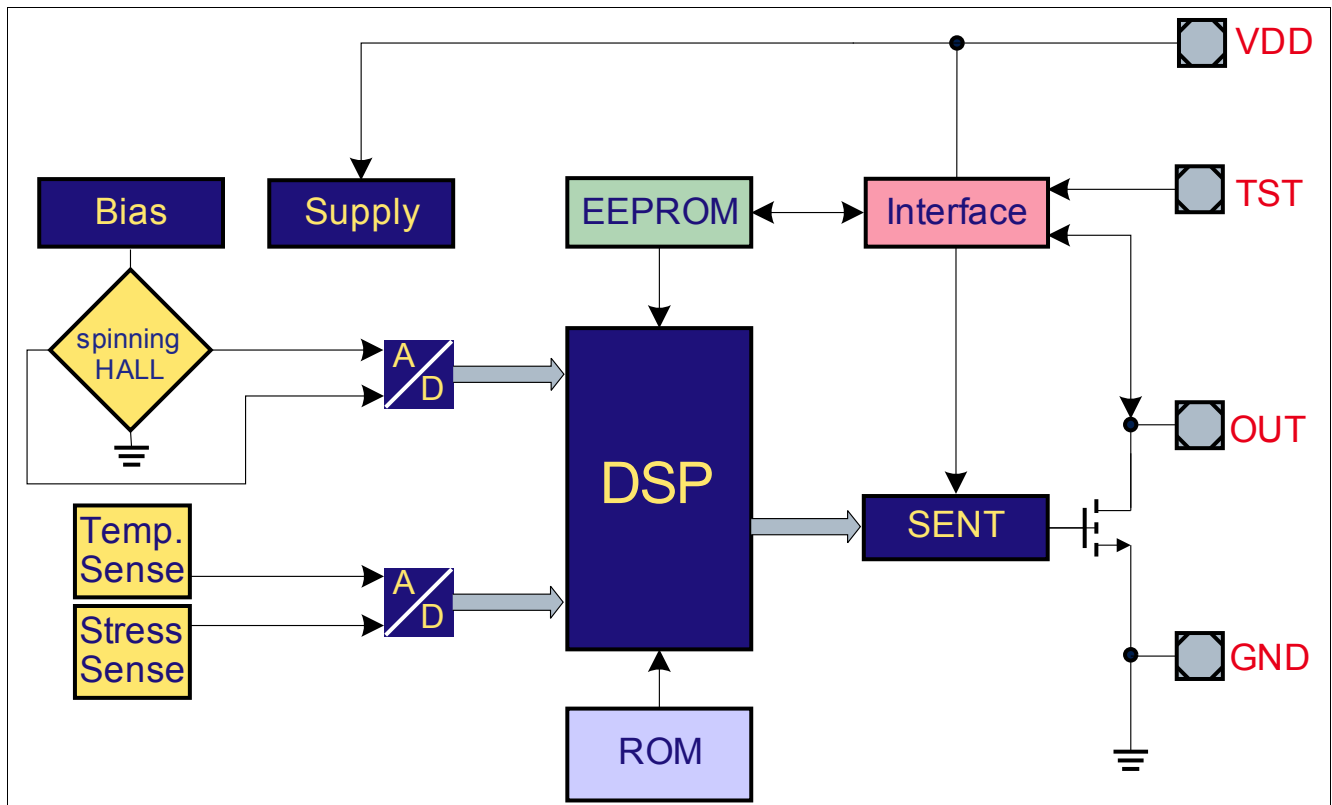 VDD
TST
Bias
Supply
EEPROM
Interface
spinning
HALL
A
D
DSP
OUT
SENT
Temp.
Sense
A
D
Stress
Sense
GND
ROM